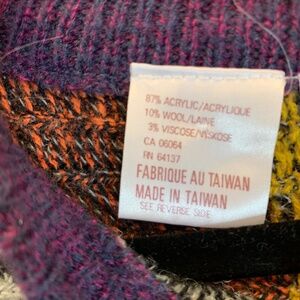 87% ACRYLIC/ACRYLIQUE
10% WOOL/LAINE
3% VISCOSE/VISKOSE
CA 06064
RN 64137
FABRIQUE AU TAIWAN
MADE IN TAIWAN
SEE REVERSE SIDE